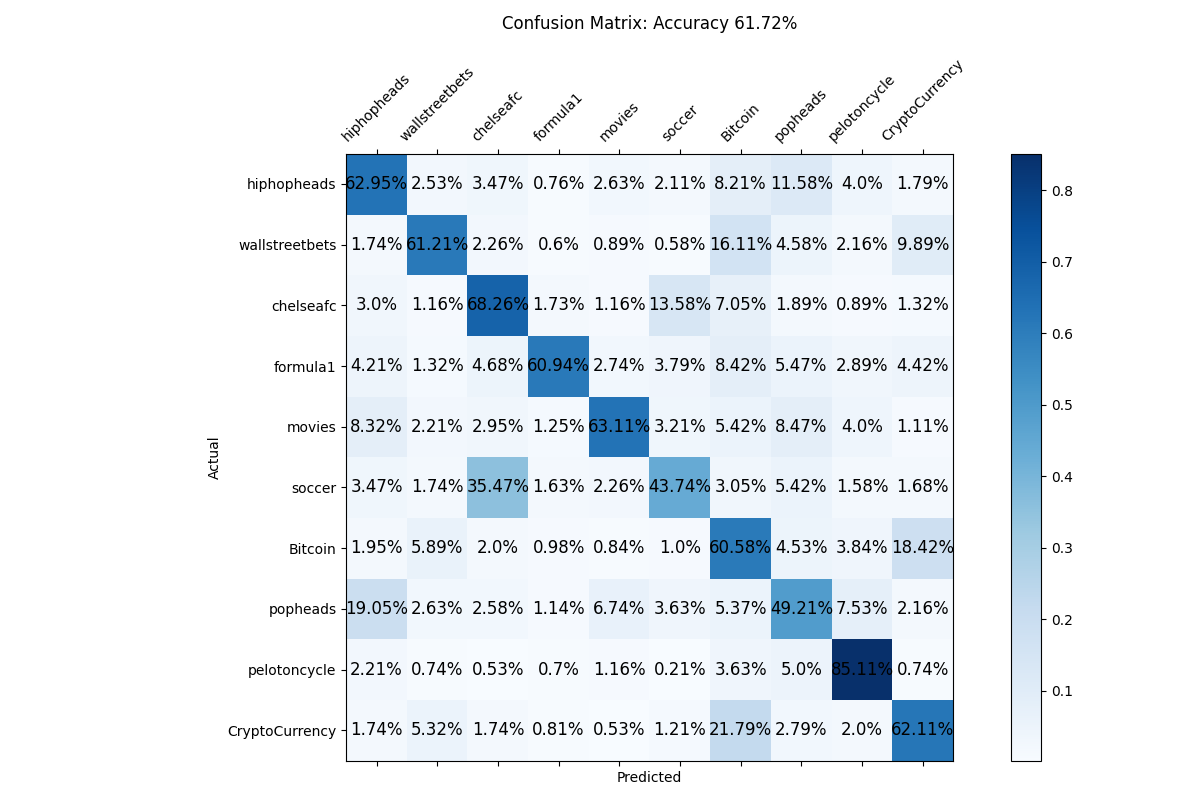 Confusion Matrix: Accuracy 61.72%
hiphopheads wallstreetbets chelseafc formula1 movies soccer Bitcoin popheads pelotoncycle CryptoCurrency
hiphopheads 62.95% 2.53% 3.47% 0.76% 2.63% 2.11% 8.21% 11.58% 4.0% 1.79%
wallstreetbets 1.74% 61.21% 2.26% 0.6% 0.89% 0.58% 16.11% 4.58% 2.16% 9.89%
chelseafc 3.0% 1.16% 68.26% 1.73% 1.16% 13.58% 7.05% 1.89% 0.89% 1.32%
formula1 4.21% 1.32% 4.68% 60.94% 2.74% 3.79% 8.42% 5.47% 2.89% 4.42%
movies 8.32% 2.21% 2.95% 1.25% 63.11% 3.21% 5.42% 8.47% 4.0% 1.11%
Actual
soccer 3.47% 1.74% 35.47% 1.63% 2.26% 43.74% 3.05% 5.42% 1.58% 1.68%
Bitcoin 1.95% 5.89% 2.0% 0.98% 0.84% 1.0% 60.58% 4.53% 3.84% 18.42%
popheads 19.05% 2.63% 2.58% 1.14% 6.74% 3.63% 5.37% 49.21% 7.53% 2.16%
pelotoncycle 2.21% 0.74% 0.53% 0.7% 1.16% 0.21% 3.63% 5.0% 85.11% 0.74%
CryptoCurrency 1.74% 5.32% 1.74% 0.81% 0.53% 1.21% 21.79% 2.79% 2.0% 62.11%
Predicted
0.8
0.7
0.6
0.5
0.4
0.3
0.2
0.1